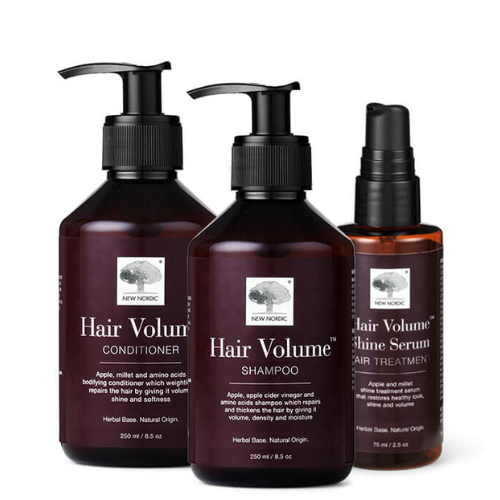 NEW NORDIC
Hair Volum
CONDITIONER
Apple, millet and amino acids
bodifying conditioner which
repairs the hair by giving it volume
shine and softness
Herbal Base. Natural Origin.
250 ml / 8.5 oz
®
NEW NORDIC
Hair Volume™
SHAMPOO
Apple, apple cider vinegar and
amino acids shampoo which repairs
and thickens the hair by giving it
volume, density and moisture
Herbal Base. Natural Origin.
250 ml / 8.5 oz
®
NEW NORDIC
Hair Volume™
Shine Serum
HAIR TREATMENT
Apple and millet
shine treatment serum
that restores healthy look,
shine and volume
Herbal Base. Natural Origin.
75 ml / 2.5 oz